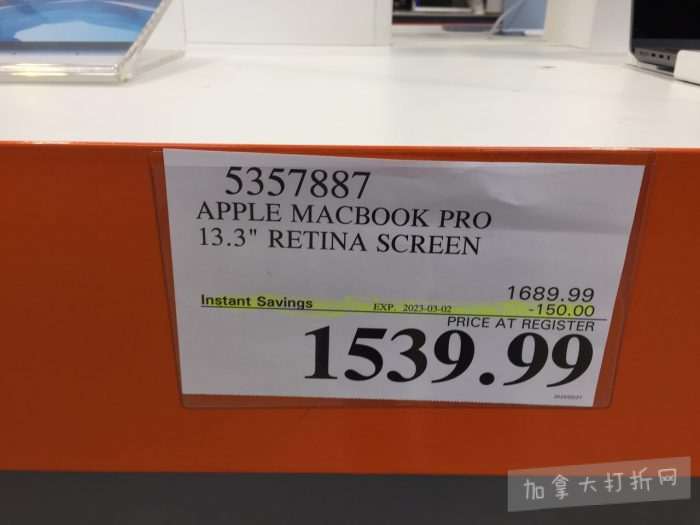 5357887
APPLE MACBOOK PRO
13.3" RETINA SCREEN
1689.99
Instant Savings EXP. 2023-03-02 -150.00
PRICE AT REGISTER
1539.99
加拿大打折网